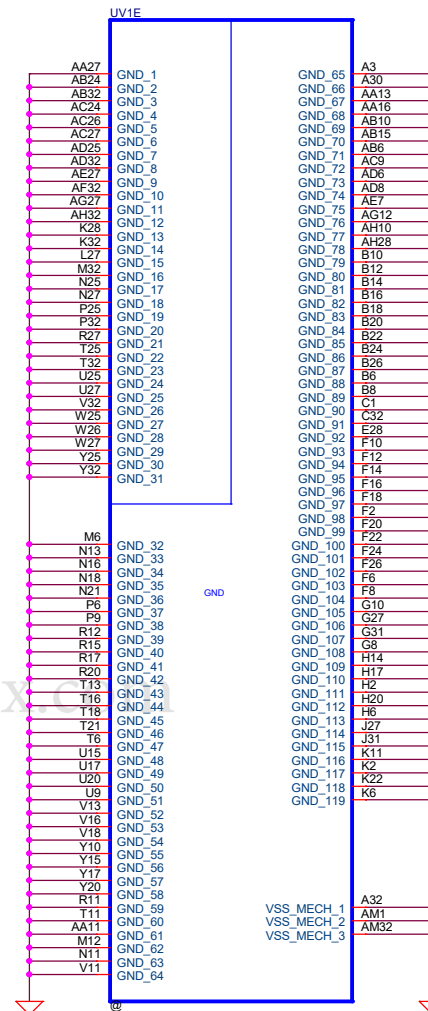 UV1E
AA27 GND_1 GND_65 A3
AB24 GND_2 GND_66 A30
AB32 GND_3 GND_67 AA13
AC24 GND_4 GND_68 AA16
AC26 GND_5 GND_69 AB10
AC27 GND_6 GND_70 AB15
AD25 GND_7 GND_71 AB6
AD32 GND_8 GND_72 AC9
AE27 GND_9 GND_73 AD6
AF32 GND_10 GND_74 AD8
AG27 GND_11 GND_75 AE7
AH32 GND_12 GND_76 AG12
K28 GND_13 GND_77 AH10
K32 GND_14 GND_78 AH28
L27 GND_15 GND_79 B10
M32 GND_16 GND_80 B12
N25 GND_17 GND_81 B14
N27 GND_18 GND_82 B16
P25 GND_19 GND_83 B18
P32 GND_20 GND_84 B20
R27 GND_21 GND_85 B22
T25 GND_22 GND_86 B24
T32 GND_23 GND_87 B26
U25 GND_24 GND_88 B6
U27 GND_25 GND_89 B8
V32 GND_26 GND_90 C1
W25 GND_27 GND_91 C32
W26 GND_28 GND_92 E28
W27 GND_29 GND_93 F10
Y25 GND_30 GND_94 F12
Y32 GND_31 GND_95 F14
GND_96 F16
GND_97 F18
GND_98 F2
GND_99 F20
M6 GND_32 GND_100 F22
N13 GND_33 GND_101 F24
N16 GND_34 GND_102 F26
N18 GND_35 GND_103 F6
N21 GND_36 GND_104 F8
GND
P6 GND_37 GND_105 G10
P9 GND_38 GND_106 G27
R12 GND_39 GND_107 G31
R15 GND_40 GND_108 G8
R17 GND_41 GND_109 H14
R20 GND_42 GND_110 H17
T13 GND_43 GND_111 H2
T16 GND_44 GND_112 H20
x.com
T18 GND_45 GND_113 H6
T21 GND_46 GND_114 J27
T6 GND_47 GND_115 J31
U15 GND_48 GND_116 K11
U17 GND_49 GND_117 K2
U20 GND_50 GND_118 K22
U9 GND_51 GND_119 K6
V13 GND_52
V16 GND_53
V18 GND_54
Y10 GND_55
Y15 GND_56
Y17 GND_57
Y20 GND_58
R11 GND_59 VSS_MECH_1 A32
T11 GND_60 VSS_MECH_2 AM1
AA11 GND_61 VSS_MECH_3 AM32
M12 GND_62
N11 GND_63
V11 GND_64
@